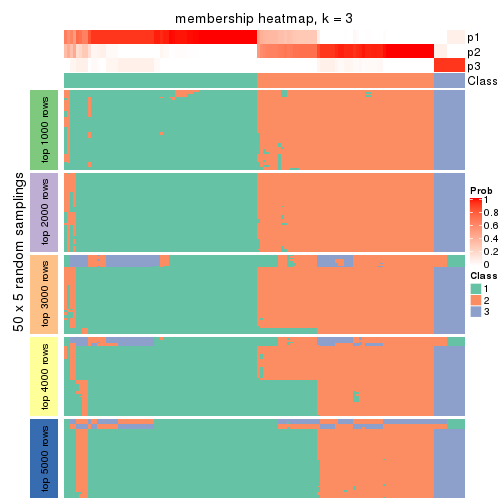 membership heatmap, k = 3
p1
p2
p3
Class
50 x 5 random samplings
top 1000 rows
top 2000 rows
top 3000 rows
top 4000 rows
top 5000 rows
Prob
1
0.8
0.6
0.4
0.2
0
Class
1
2
3